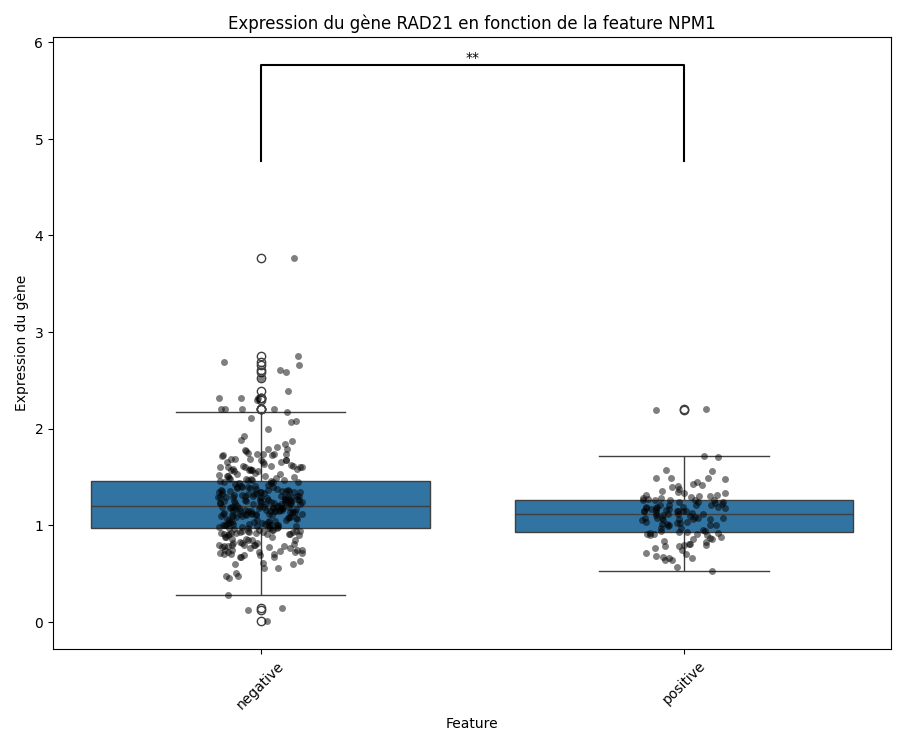 Expression du gène RAD21 en fonction de la feature NPM1
**
6
5
4
3
2
1
0
Expression du gène
negative
positive
Feature